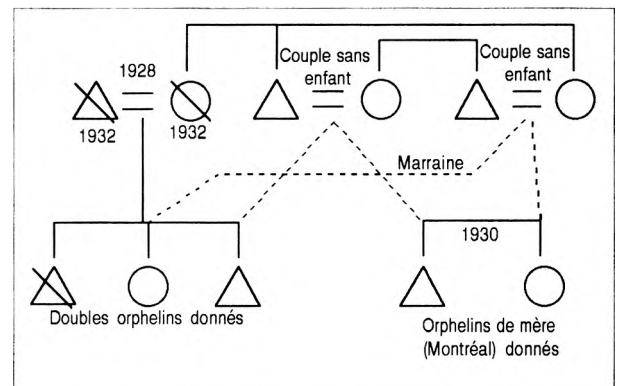 Couple sans
enfant
Couple sans
enfant
1928
1932
1932
Marraine
1930
Doubles orphelins donnés
Orphelins de mère
(Montréal) donnés